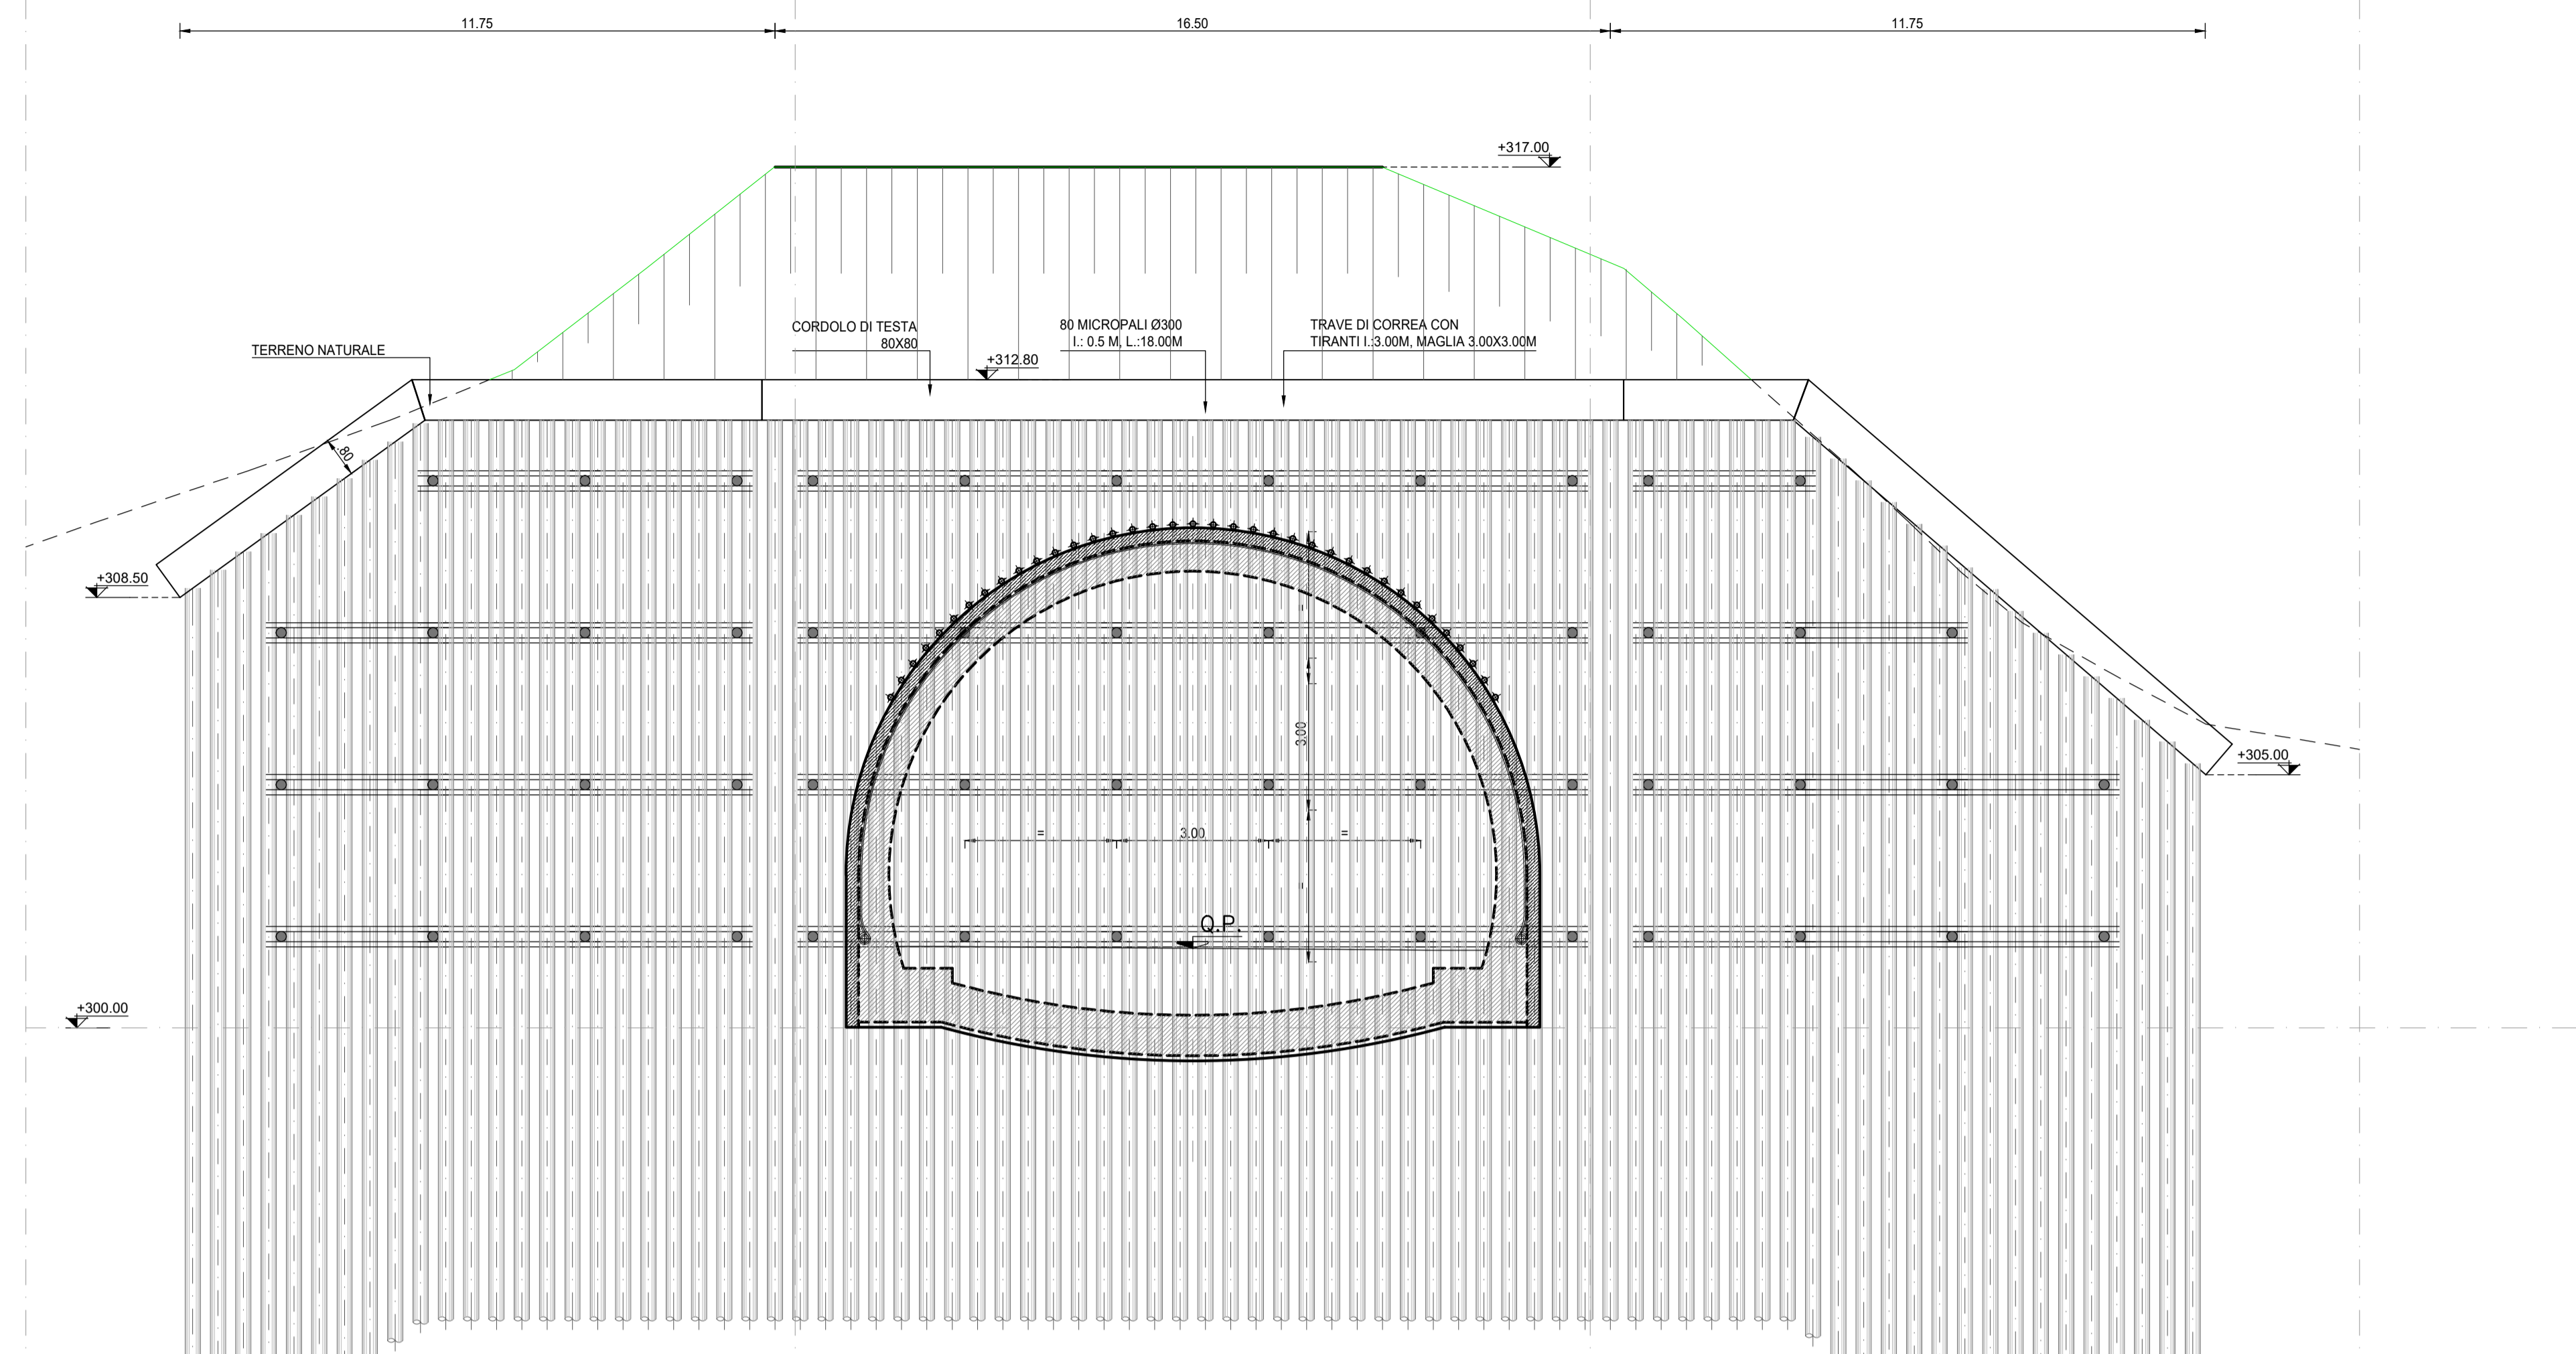 11.75
16.50
11.75
+317.00
CORDOLO DI TESTA
80X80
80 MICROPALI Ø300
I.: 0.5 M, L.:18.00M
TRAVE DI CORREA CON
TIRANTI I.:3.00M, MAGLIA 3.00X3.00M
TERRENO NATURALE
+312.80
.80
+308.50
=
3.00
+305.00
=
3.00
=
=
Q.P.
+300.00